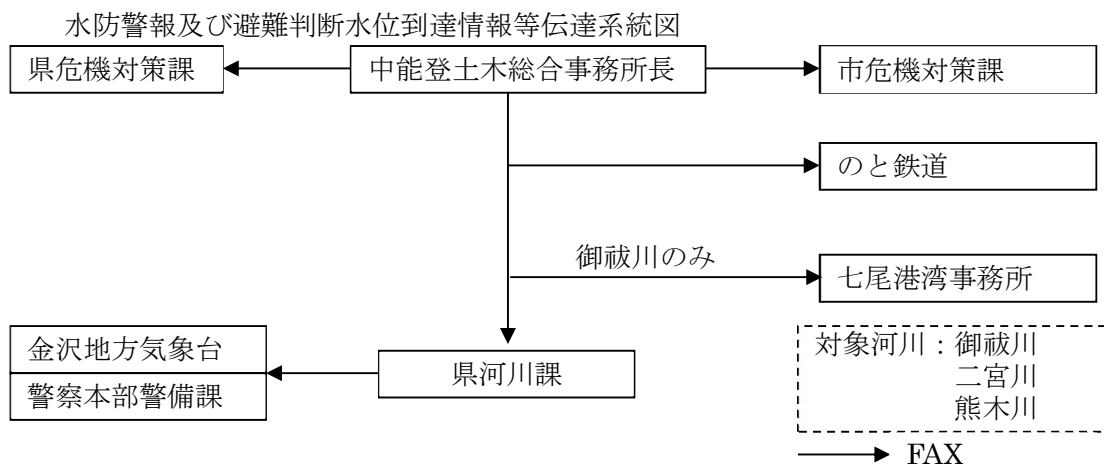 水防警報及び避難判断水位到達情報等伝達系統図
県危機対策課
中能登土木総合事務所長
市危機対策課
のと鉄道
御祓川のみ
七尾港湾事務所
金沢地方気象台
警察本部警備課
県河川課
対象河川：御祓川
二宮川
熊木川
FAX